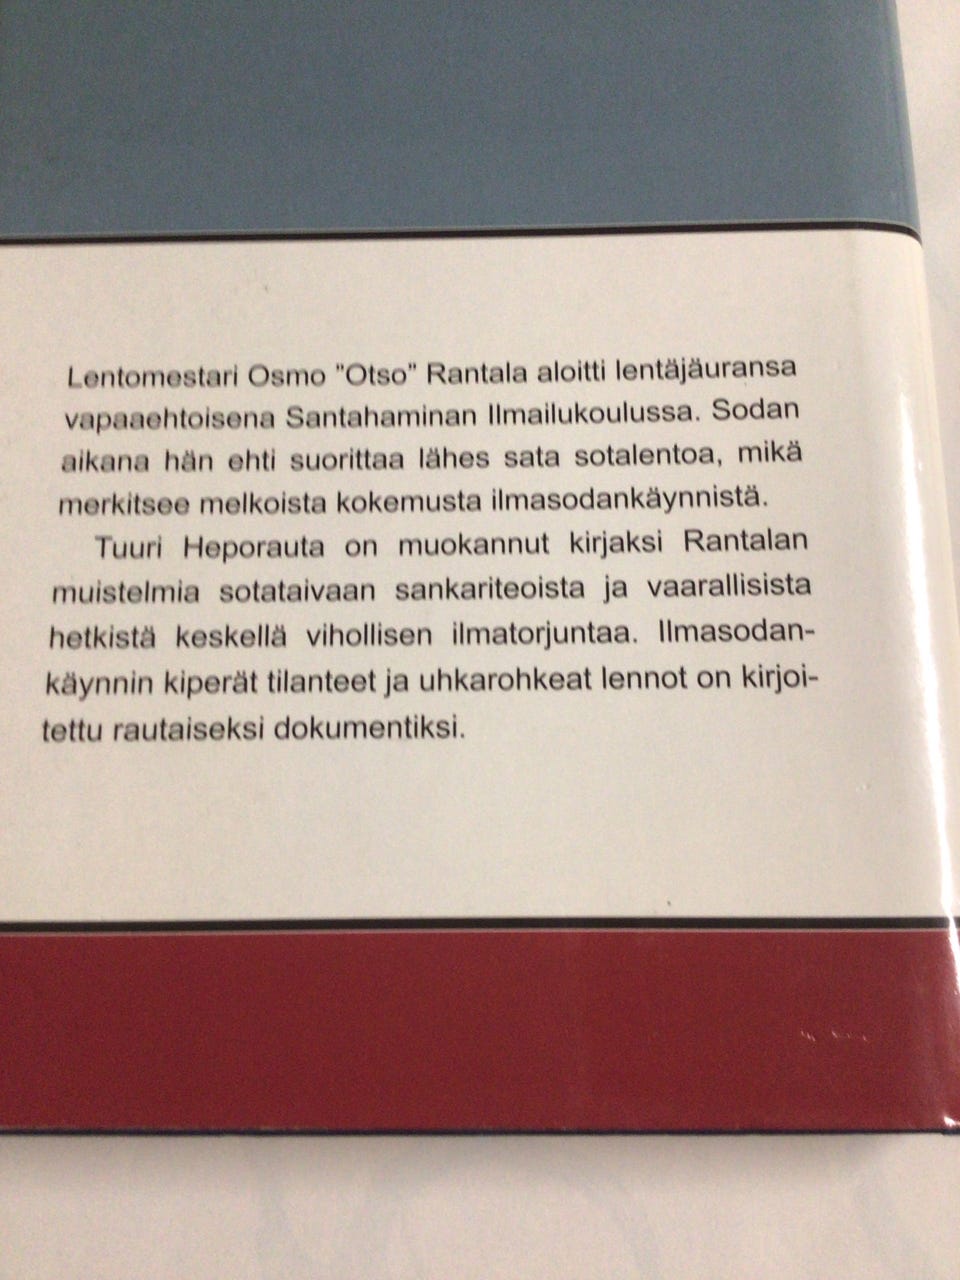 Lentomestari Osmo "Otso" Rantala aloitti lentäjäuransa
vapaaehtoisena Santahaminan Ilmailukoulussa. Sodan
aikana hän ehti suorittaa lähes sata sotalentoa, mikä
merkitsee melkoista kokemusta ilmasodankäynnistä.
Tuuri Heporauta on muokannut kirjaksi Rantalan
muistelmia sotataivaan sankariteoista ja vaarallisista
hetkistä keskellä vihollisen ilmatorjuntaa. Ilmasodan-
käynnin kiperät tilanteet ja uhkarohkeat lennot on kirjoi-
tettu rautaiseksi dokumentiksi.